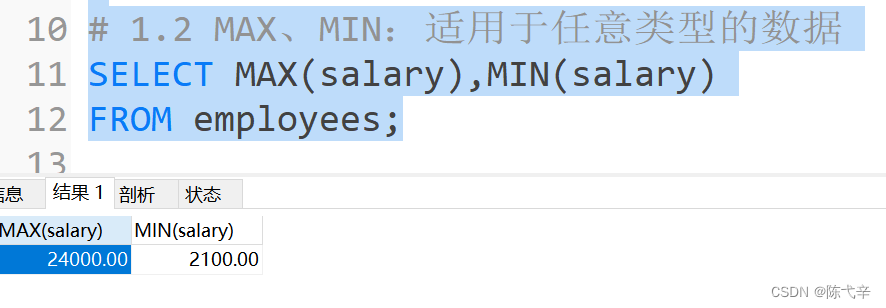 10 # 1.2 MAX、MIN：适用于任意类型的数据
11 SELECT MAX(salary),MIN(salary)
12 FROM employees;
13
信息 结果 1 剖析 状态
MAX(salary) MIN(salary)
24000.00 2100.00
CSDN @陈弋辛